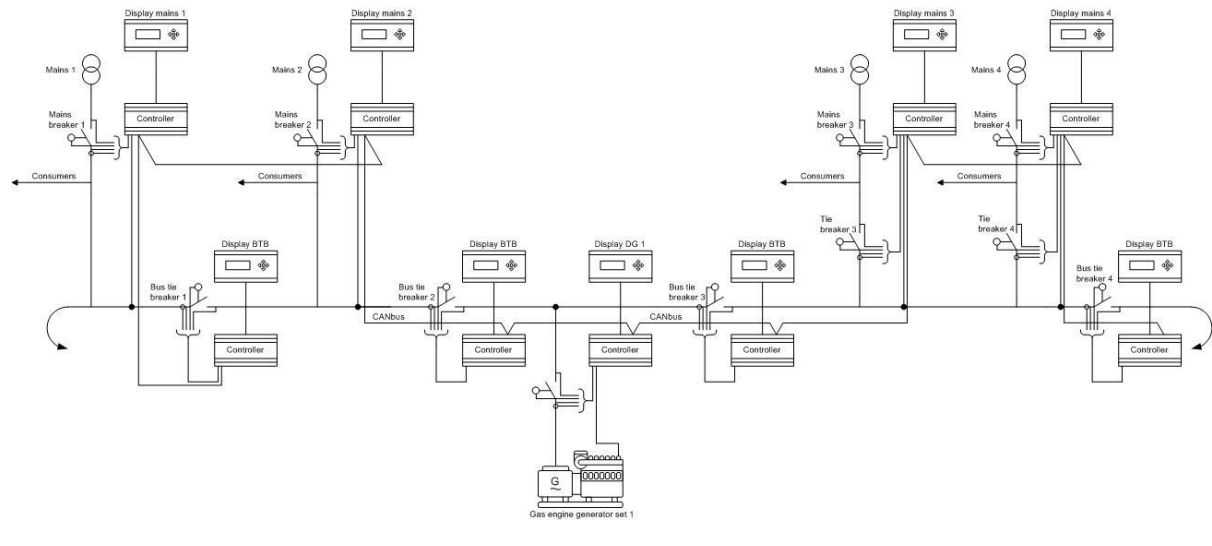 Display mains 1
Display mains 2
Display mains 3
Display mains 4
Mains 1
Mains 2
Mains 3
Mains 4
Mains
breaker 1
Controller
Mains
breaker 2
Controller
Mains
breaker 3
Controller
Mains
breaker 4
Controller
Consumers
Consumers
Consumers
Consumers
Tie
breaker 3
Tie
breaker 4
Display BTB
Display BTB
Display DG 1
Display BTB
Display BTB
Bus tie
breaker 1
Bus tie
breaker 2
Bus tie
breaker 3
Bus tie
breaker 4
CANbus
CANbus
Controller
Controller
Controller
Controller
Controller
G
~
Gas engine generator set 1